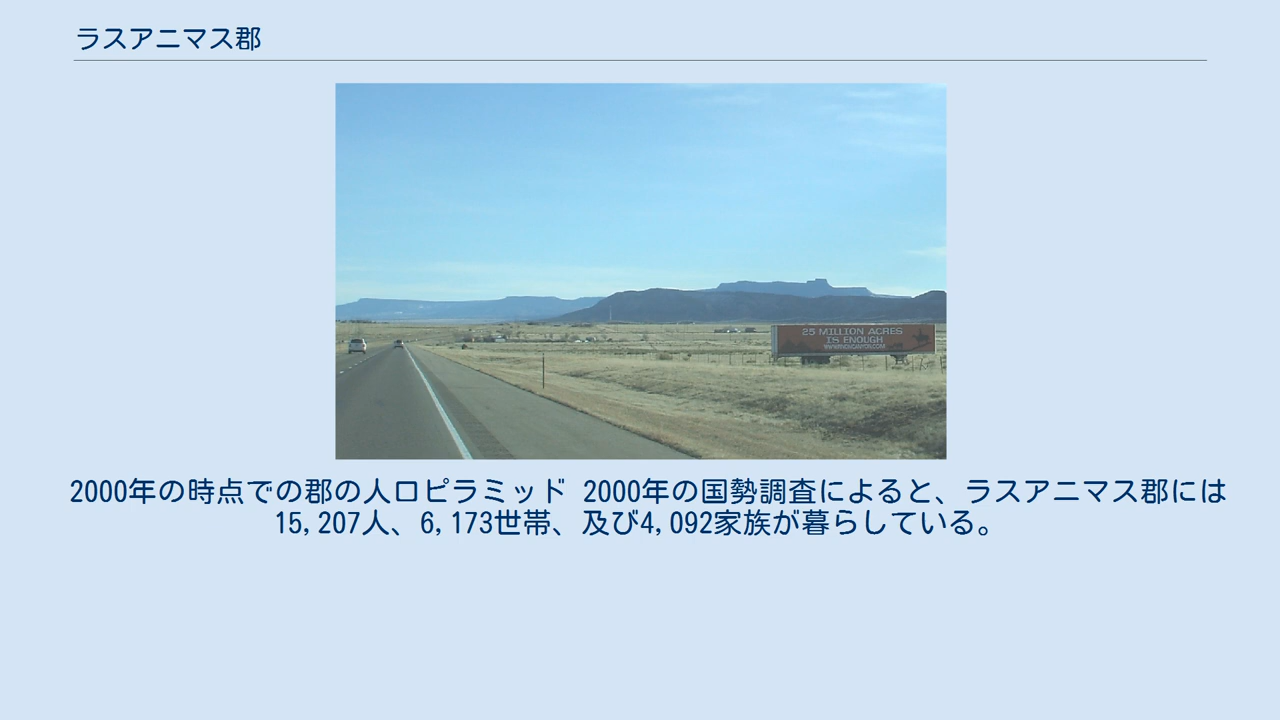 ラスアニマス郡
25 MILLION ACRES
IS ENOUGH
2000年の時点での郡の人口ピラミッド 2000年の国勢調査によると、ラスアニマス郡には
15,207人、6,173世帯、及び4,092家族が暮らしている。